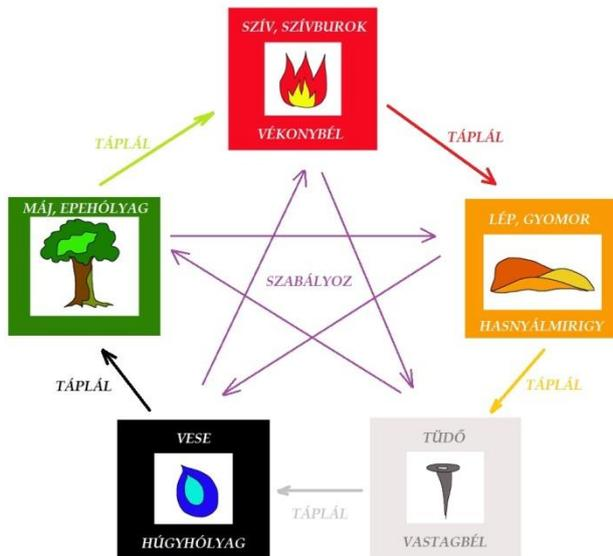 SZÍV, SZÍVBUROK
VÉKONYBÉL
TÁPLÁL
TÁPLÁL
MÁJ, EPEHÓLYAG
LÉP, GYOMOR
HASNYÁLMIRIGY
SZABÁLYOZ
TÁPLÁL
TÁPLÁL
VESE
HÚGYHÓLYAG
TÁPLÁL
TÜDŐ
VASTAGBÉL